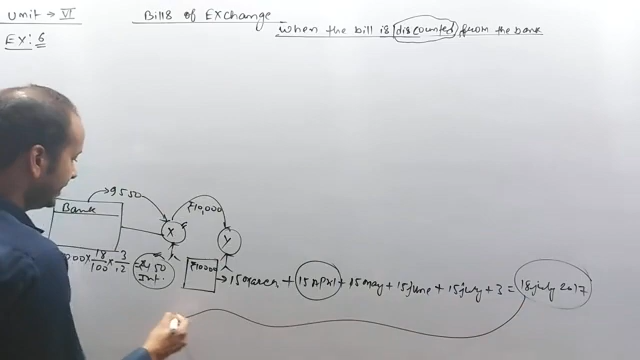 Unit → VI
Bills of Exchange
EX: 6
When the bill is discounted from the bank
9550
₹10,000
Bank
X
Y
000 × 18/100 × 3/12 = ₹450
Int.
₹10000
→ 15 March + 15 April + 15 May + 15 June + 15 July + 3 = 18 July 2017